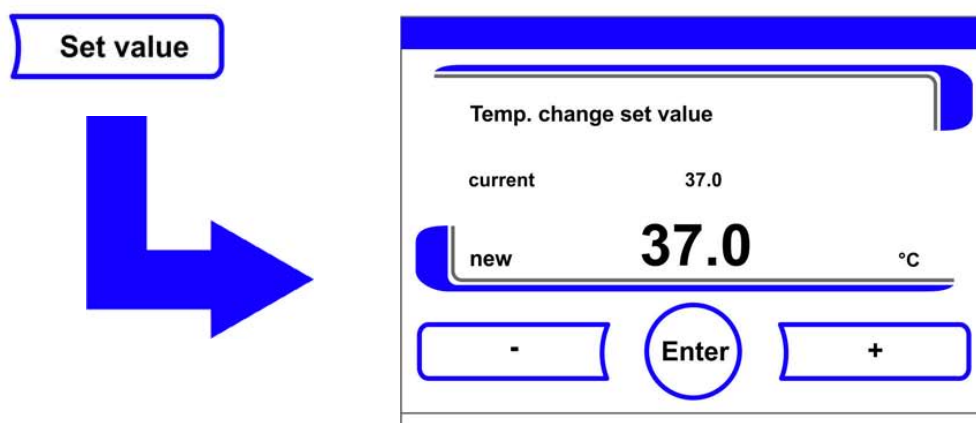 Set value
Temp. change set value
current 37.0
new 37.0 °C
- Enter +